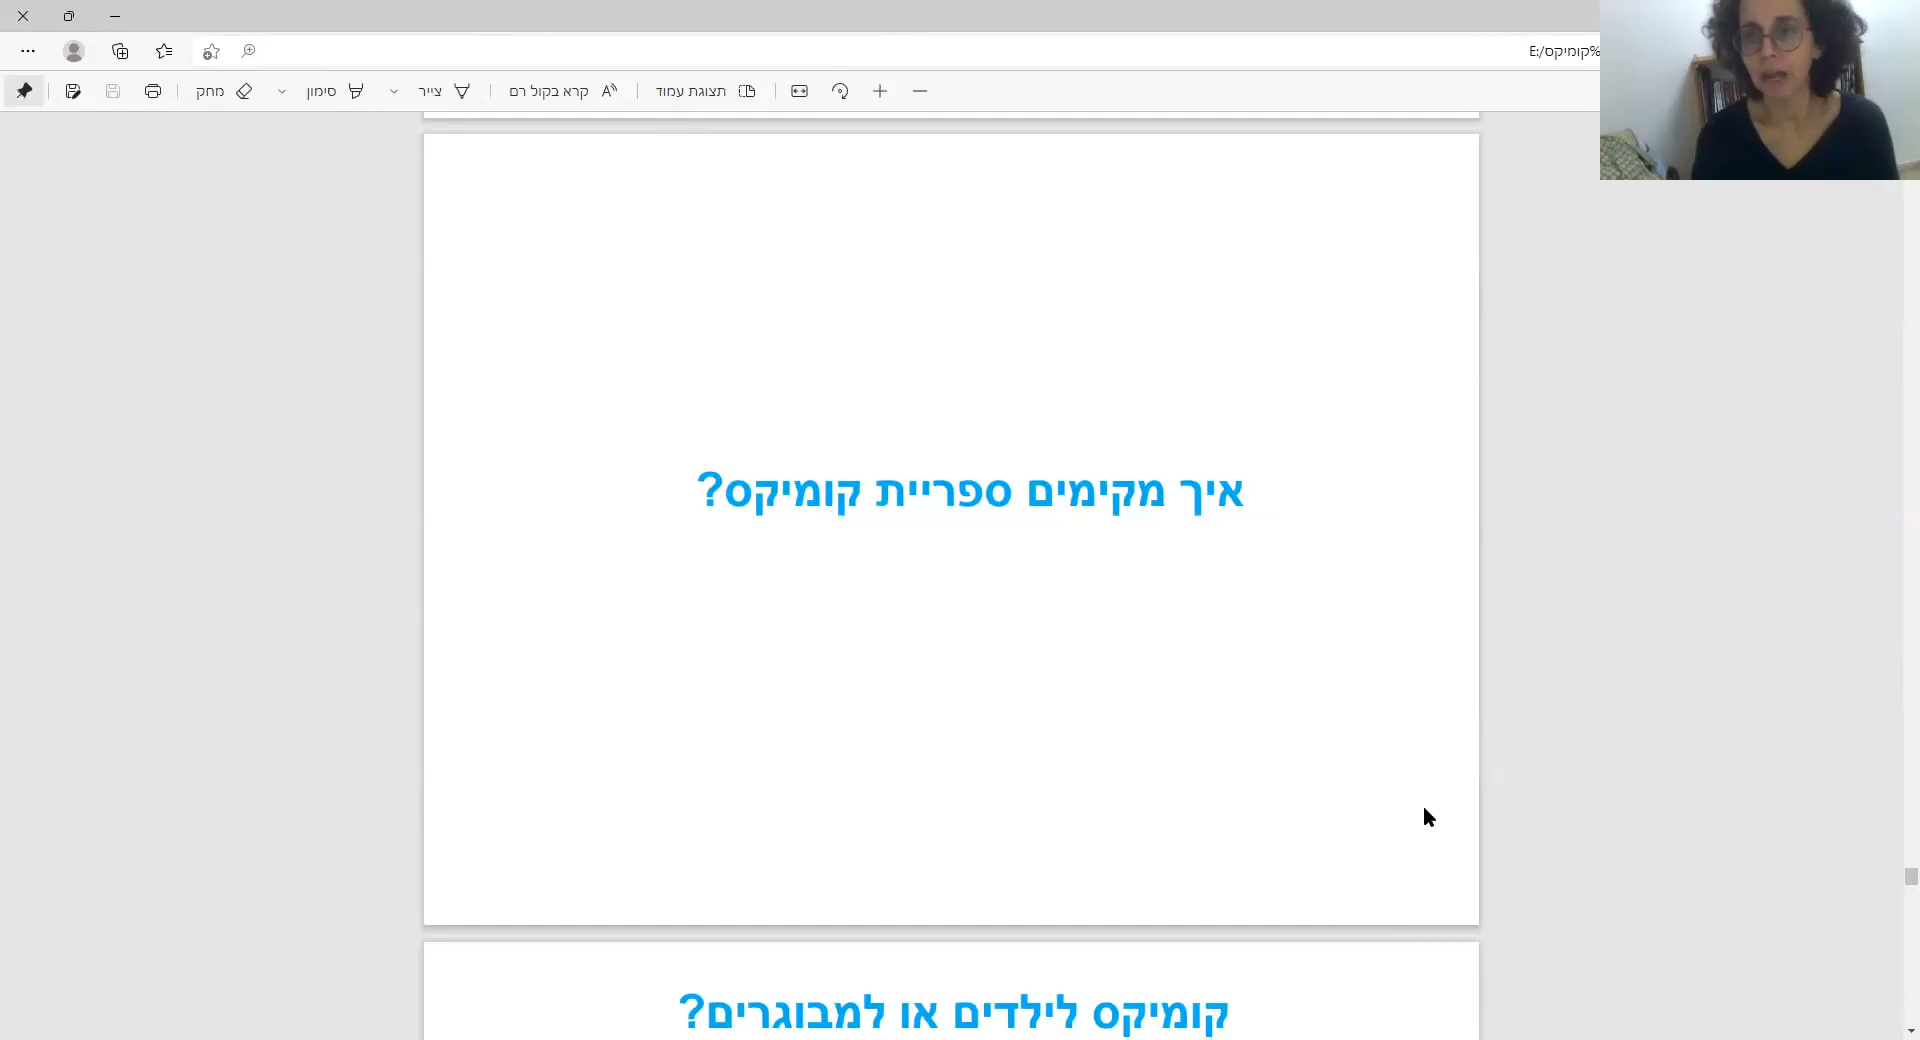 E:/קומיקס%
תצוגת עמוד
קרא בקול רם
צייר
סימון
מחק
איך מקימים ספריית קומיקס?
קומיקס לילדים או למבוגרים?